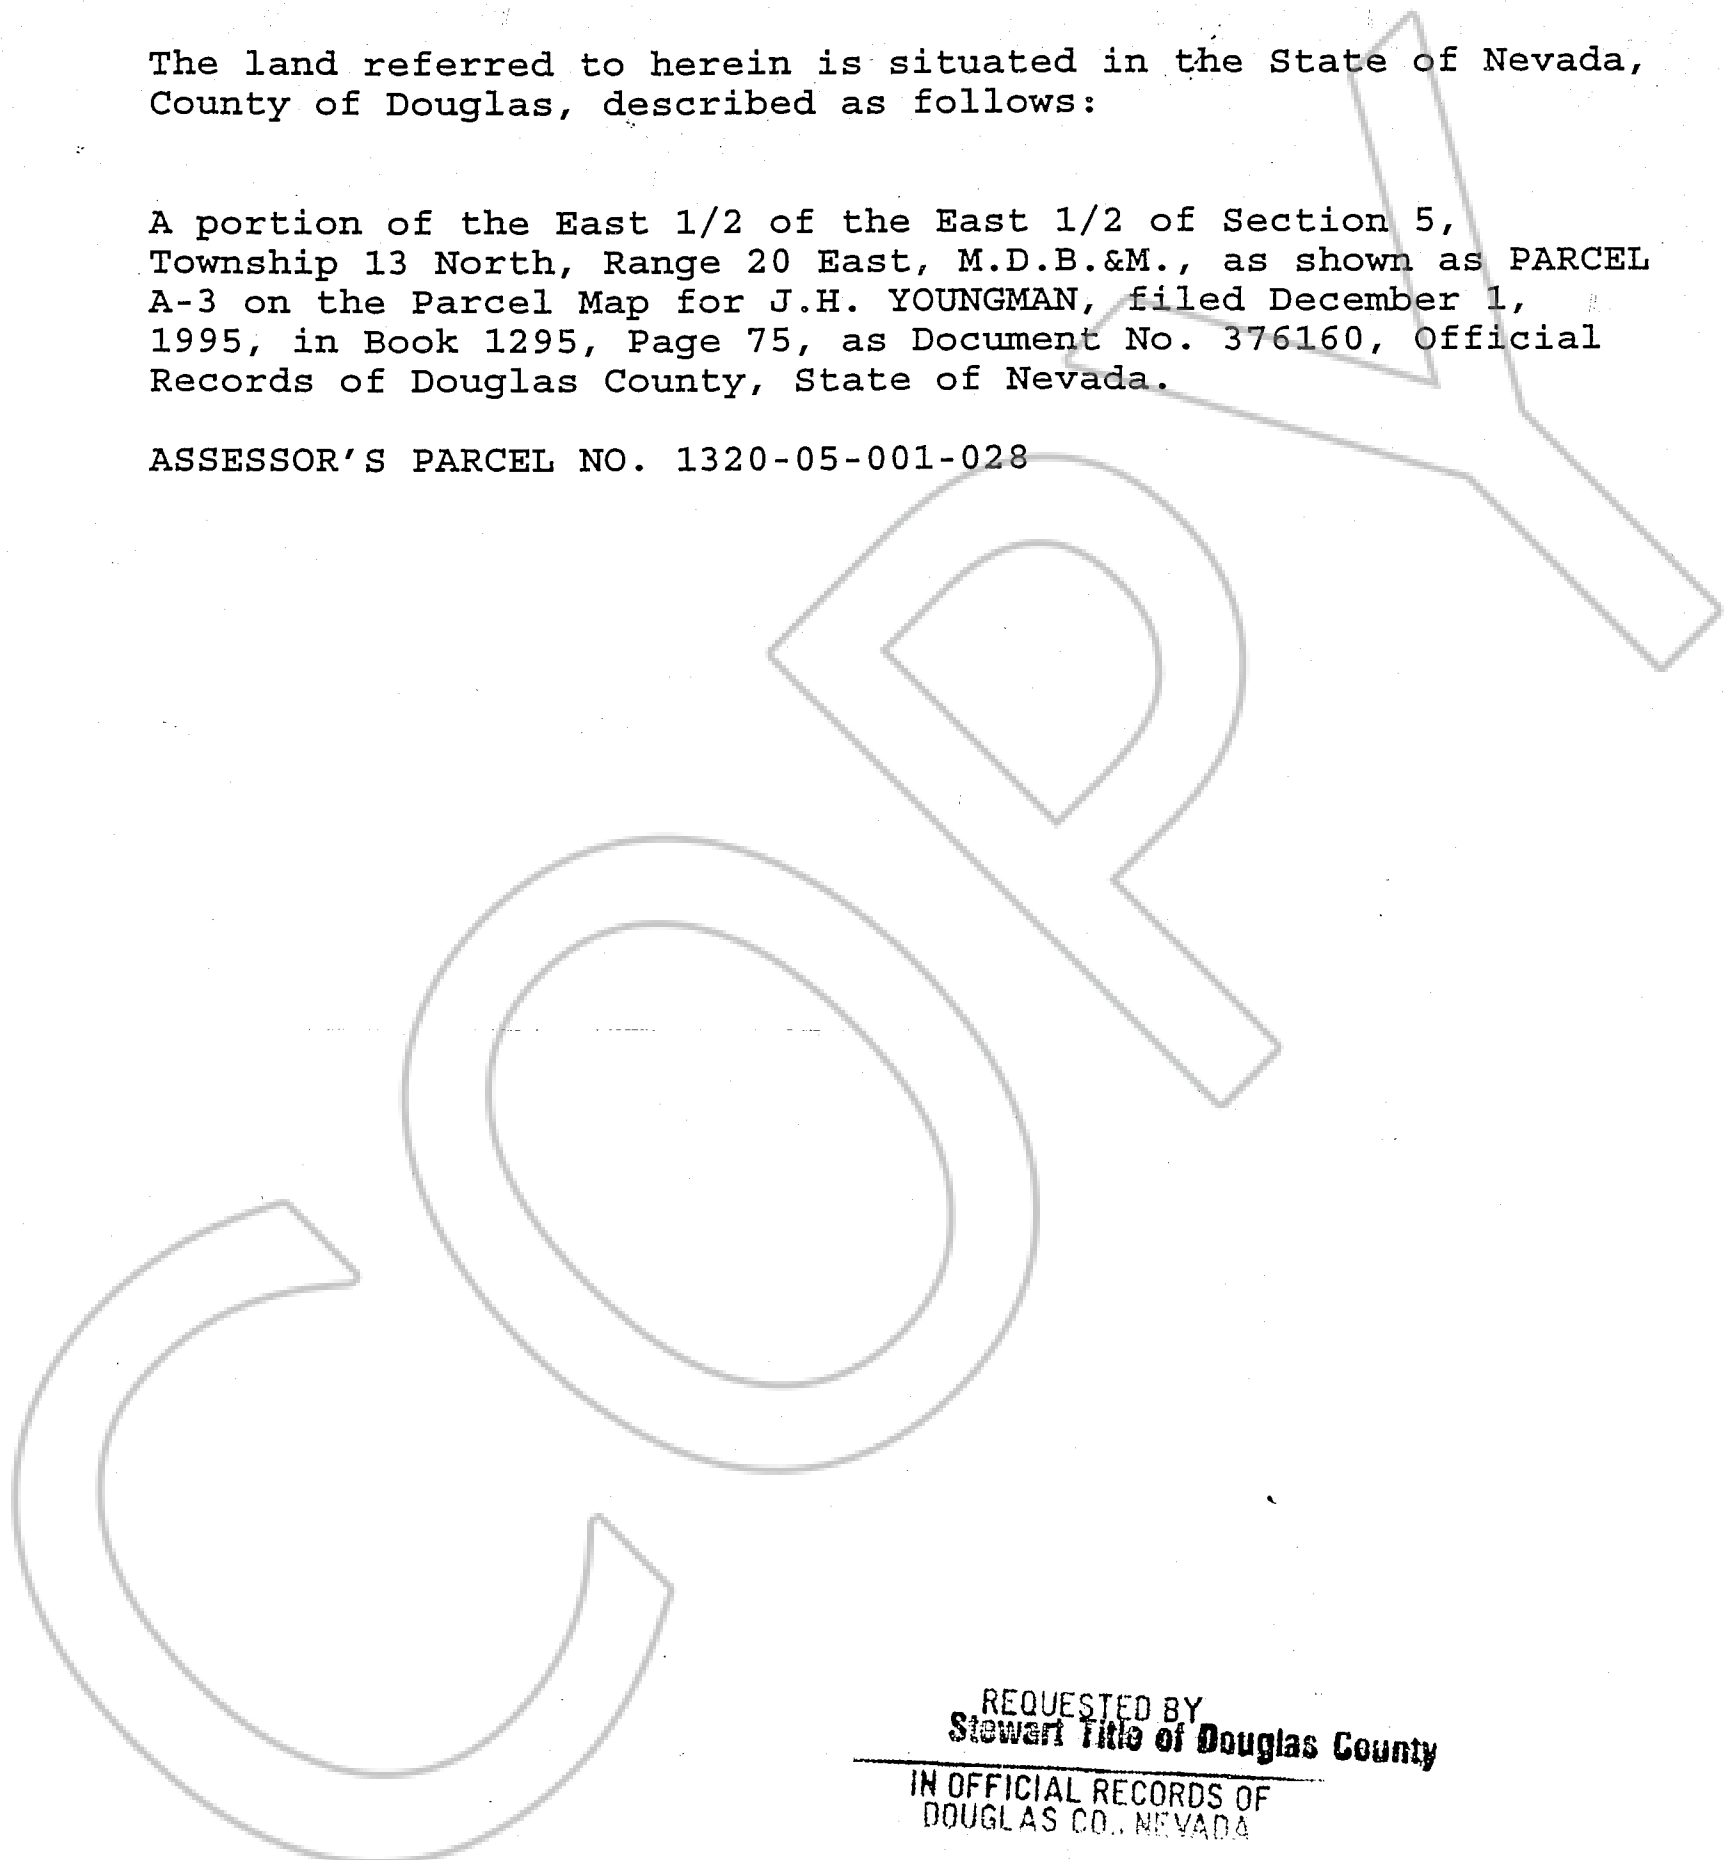 The land referred to herein is situated in the State of Nevada,
County of Douglas, described as follows:
A portion of the East 1/2 of the East 1/2 of Section 5,
Township 13 North, Range 20 East, M.D.B.&M., as shown as PARCEL
A-3 on the Parcel Map for J.H. YOUNGMAN, filed December 1,
1995, in Book 1295, Page 75, as Document No. 376160, Official
Records of Douglas County, State of Nevada.
ASSESSOR'S PARCEL NO. 1320-05-001-028
COPY
REQUESTED BY
Stewart Title of Douglas County
IN OFFICIAL RECORDS OF
DOUGLAS CO., NEVADA